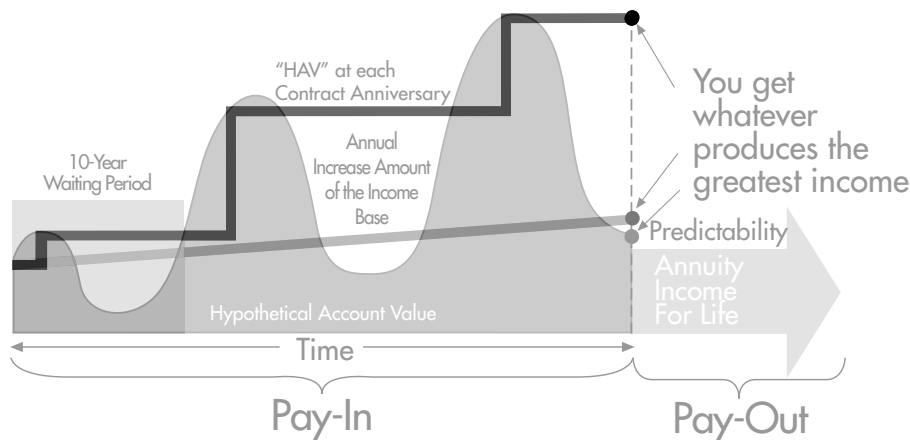 “HAV” at each
Contract Anniversary
You get
whatever
produces the
greatest income
10-Year
Waiting Period
Annual
Increase Amount
of the Income
Base
Predictability
Annuity
Income
For Life
Hypothetical Account Value
Time
Pay-In
Pay-Out